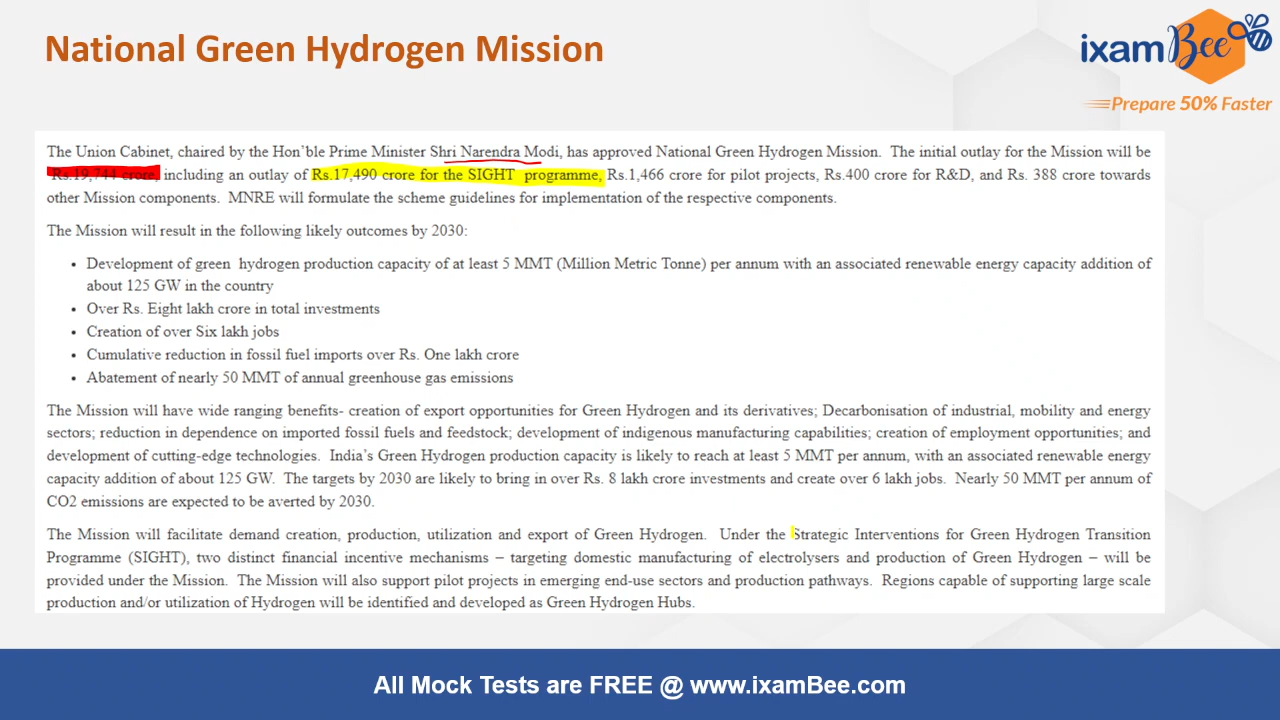 National Green Hydrogen Mission
ixamBee
Prepare 50% Faster
The Union Cabinet, chaired by the Hon’ble Prime Minister Shri Narendra Modi, has approved National Green Hydrogen Mission. The initial outlay for the Mission will be
Rs.19,744 crore, including an outlay of Rs.17,490 crore for the SIGHT programme, Rs.1,466 crore for pilot projects, Rs.400 crore for R&D, and Rs. 388 crore towards
other Mission components. MNRE will formulate the scheme guidelines for implementation of the respective components.
The Mission will result in the following likely outcomes by 2030:
• Development of green hydrogen production capacity of at least 5 MMT (Million Metric Tonne) per annum with an associated renewable energy capacity addition of
about 125 GW in the country
• Over Rs. Eight lakh crore in total investments
• Creation of over Six lakh jobs
• Cumulative reduction in fossil fuel imports over Rs. One lakh crore
• Abatement of nearly 50 MMT of annual greenhouse gas emissions
The Mission will have wide ranging benefits- creation of export opportunities for Green Hydrogen and its derivatives; Decarbonisation of industrial, mobility and energy
sectors; reduction in dependence on imported fossil fuels and feedstock; development of indigenous manufacturing capabilities; creation of employment opportunities; and
development of cutting-edge technologies. India’s Green Hydrogen production capacity is likely to reach at least 5 MMT per annum, with an associated renewable energy
capacity addition of about 125 GW. The targets by 2030 are likely to bring in over Rs. 8 lakh crore investments and create over 6 lakh jobs. Nearly 50 MMT per annum of
CO2 emissions are expected to be averted by 2030.
The Mission will facilitate demand creation, production, utilization and export of Green Hydrogen. Under the Strategic Interventions for Green Hydrogen Transition
Programme (SIGHT), two distinct financial incentive mechanisms – targeting domestic manufacturing of electrolysers and production of Green Hydrogen – will be
provided under the Mission. The Mission will also support pilot projects in emerging end-use sectors and production pathways. Regions capable of supporting large scale
production and/or utilization of Hydrogen will be identified and developed as Green Hydrogen Hubs.
All Mock Tests are FREE @ www.ixamBee.com